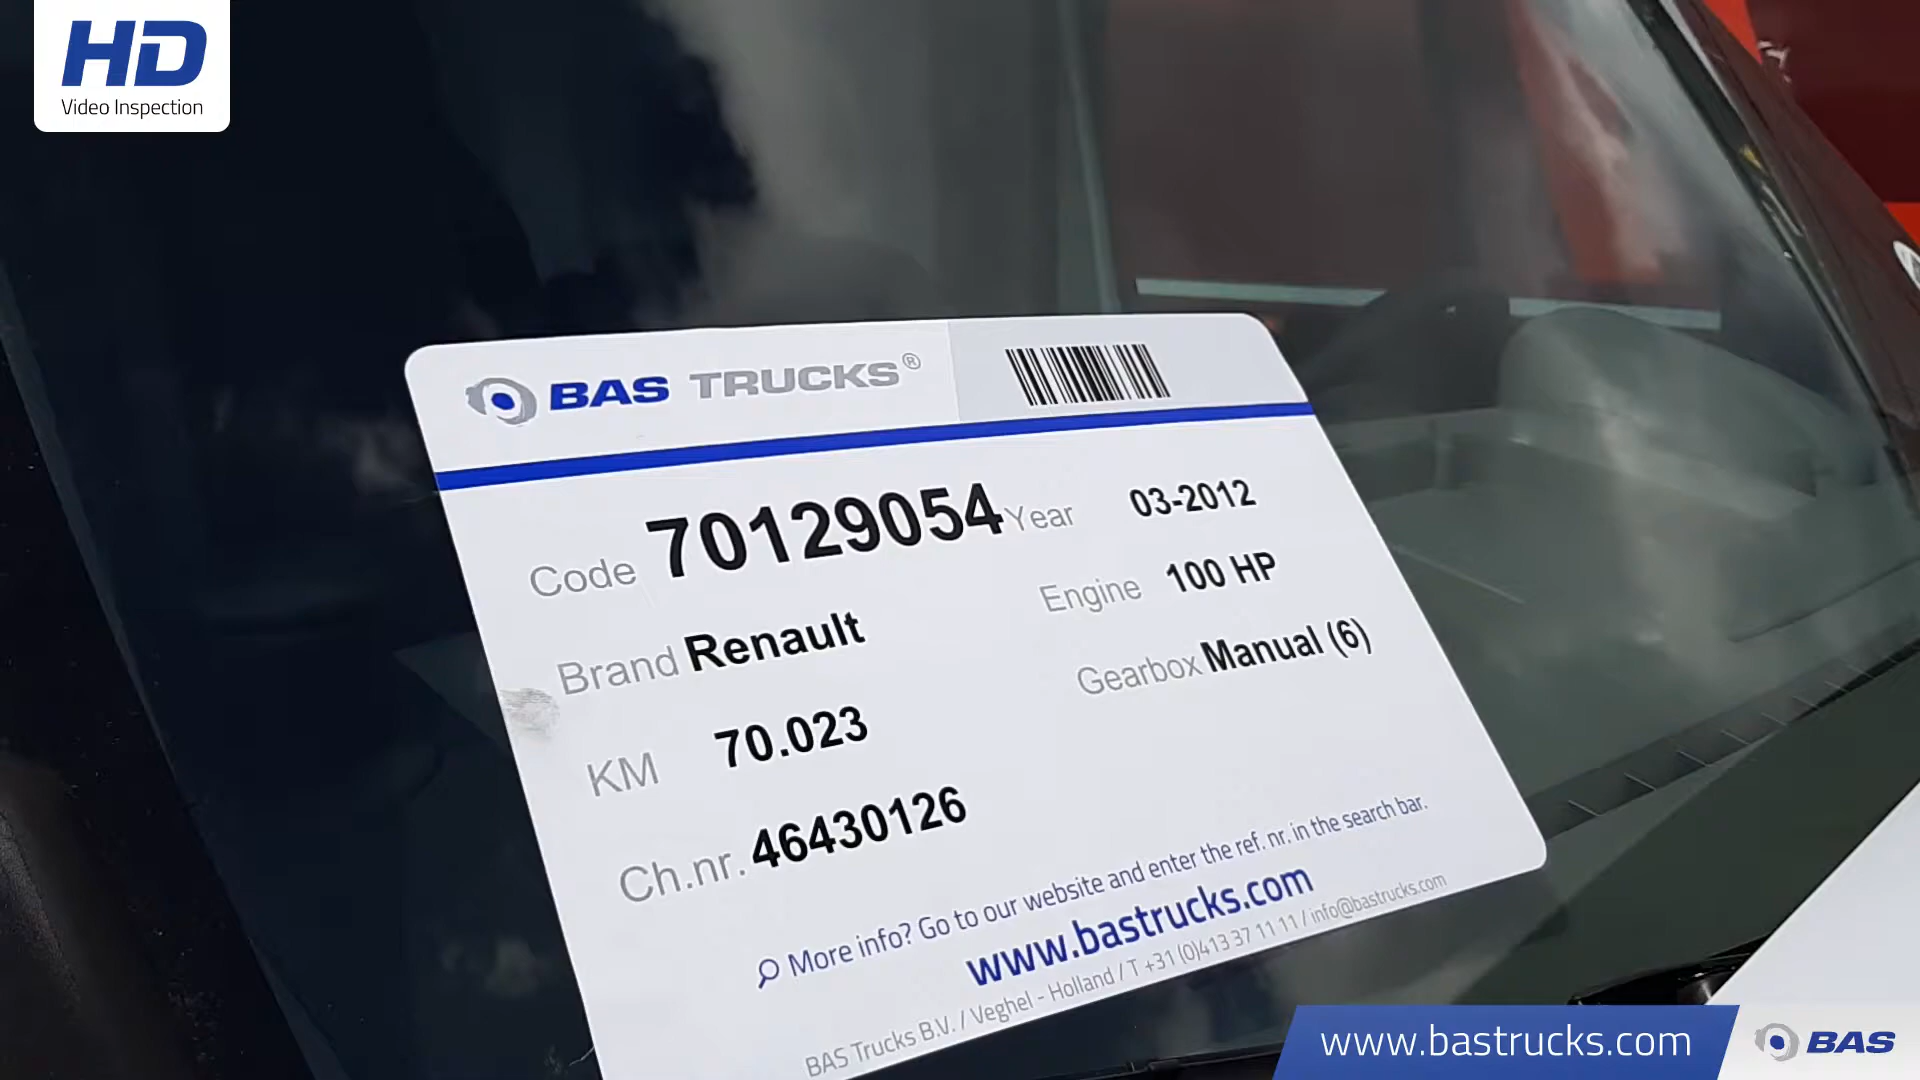 HD
Video Inspection
BAS TRUCKS®
Code 70129054 Year 03-2012
Engine 100 HP
Brand Renault
Gearbox Manual (6)
KM 70.023
Ch.nr. 46430126
More info? Go to our website and enter the ref. nr. in the search bar.
www.bastrucks.com
BAS Trucks B.V. / Veghel - Holland / T +31 (0)413 37 11 11 / info@bastrucks.com
www.bastrucks.com
BAS